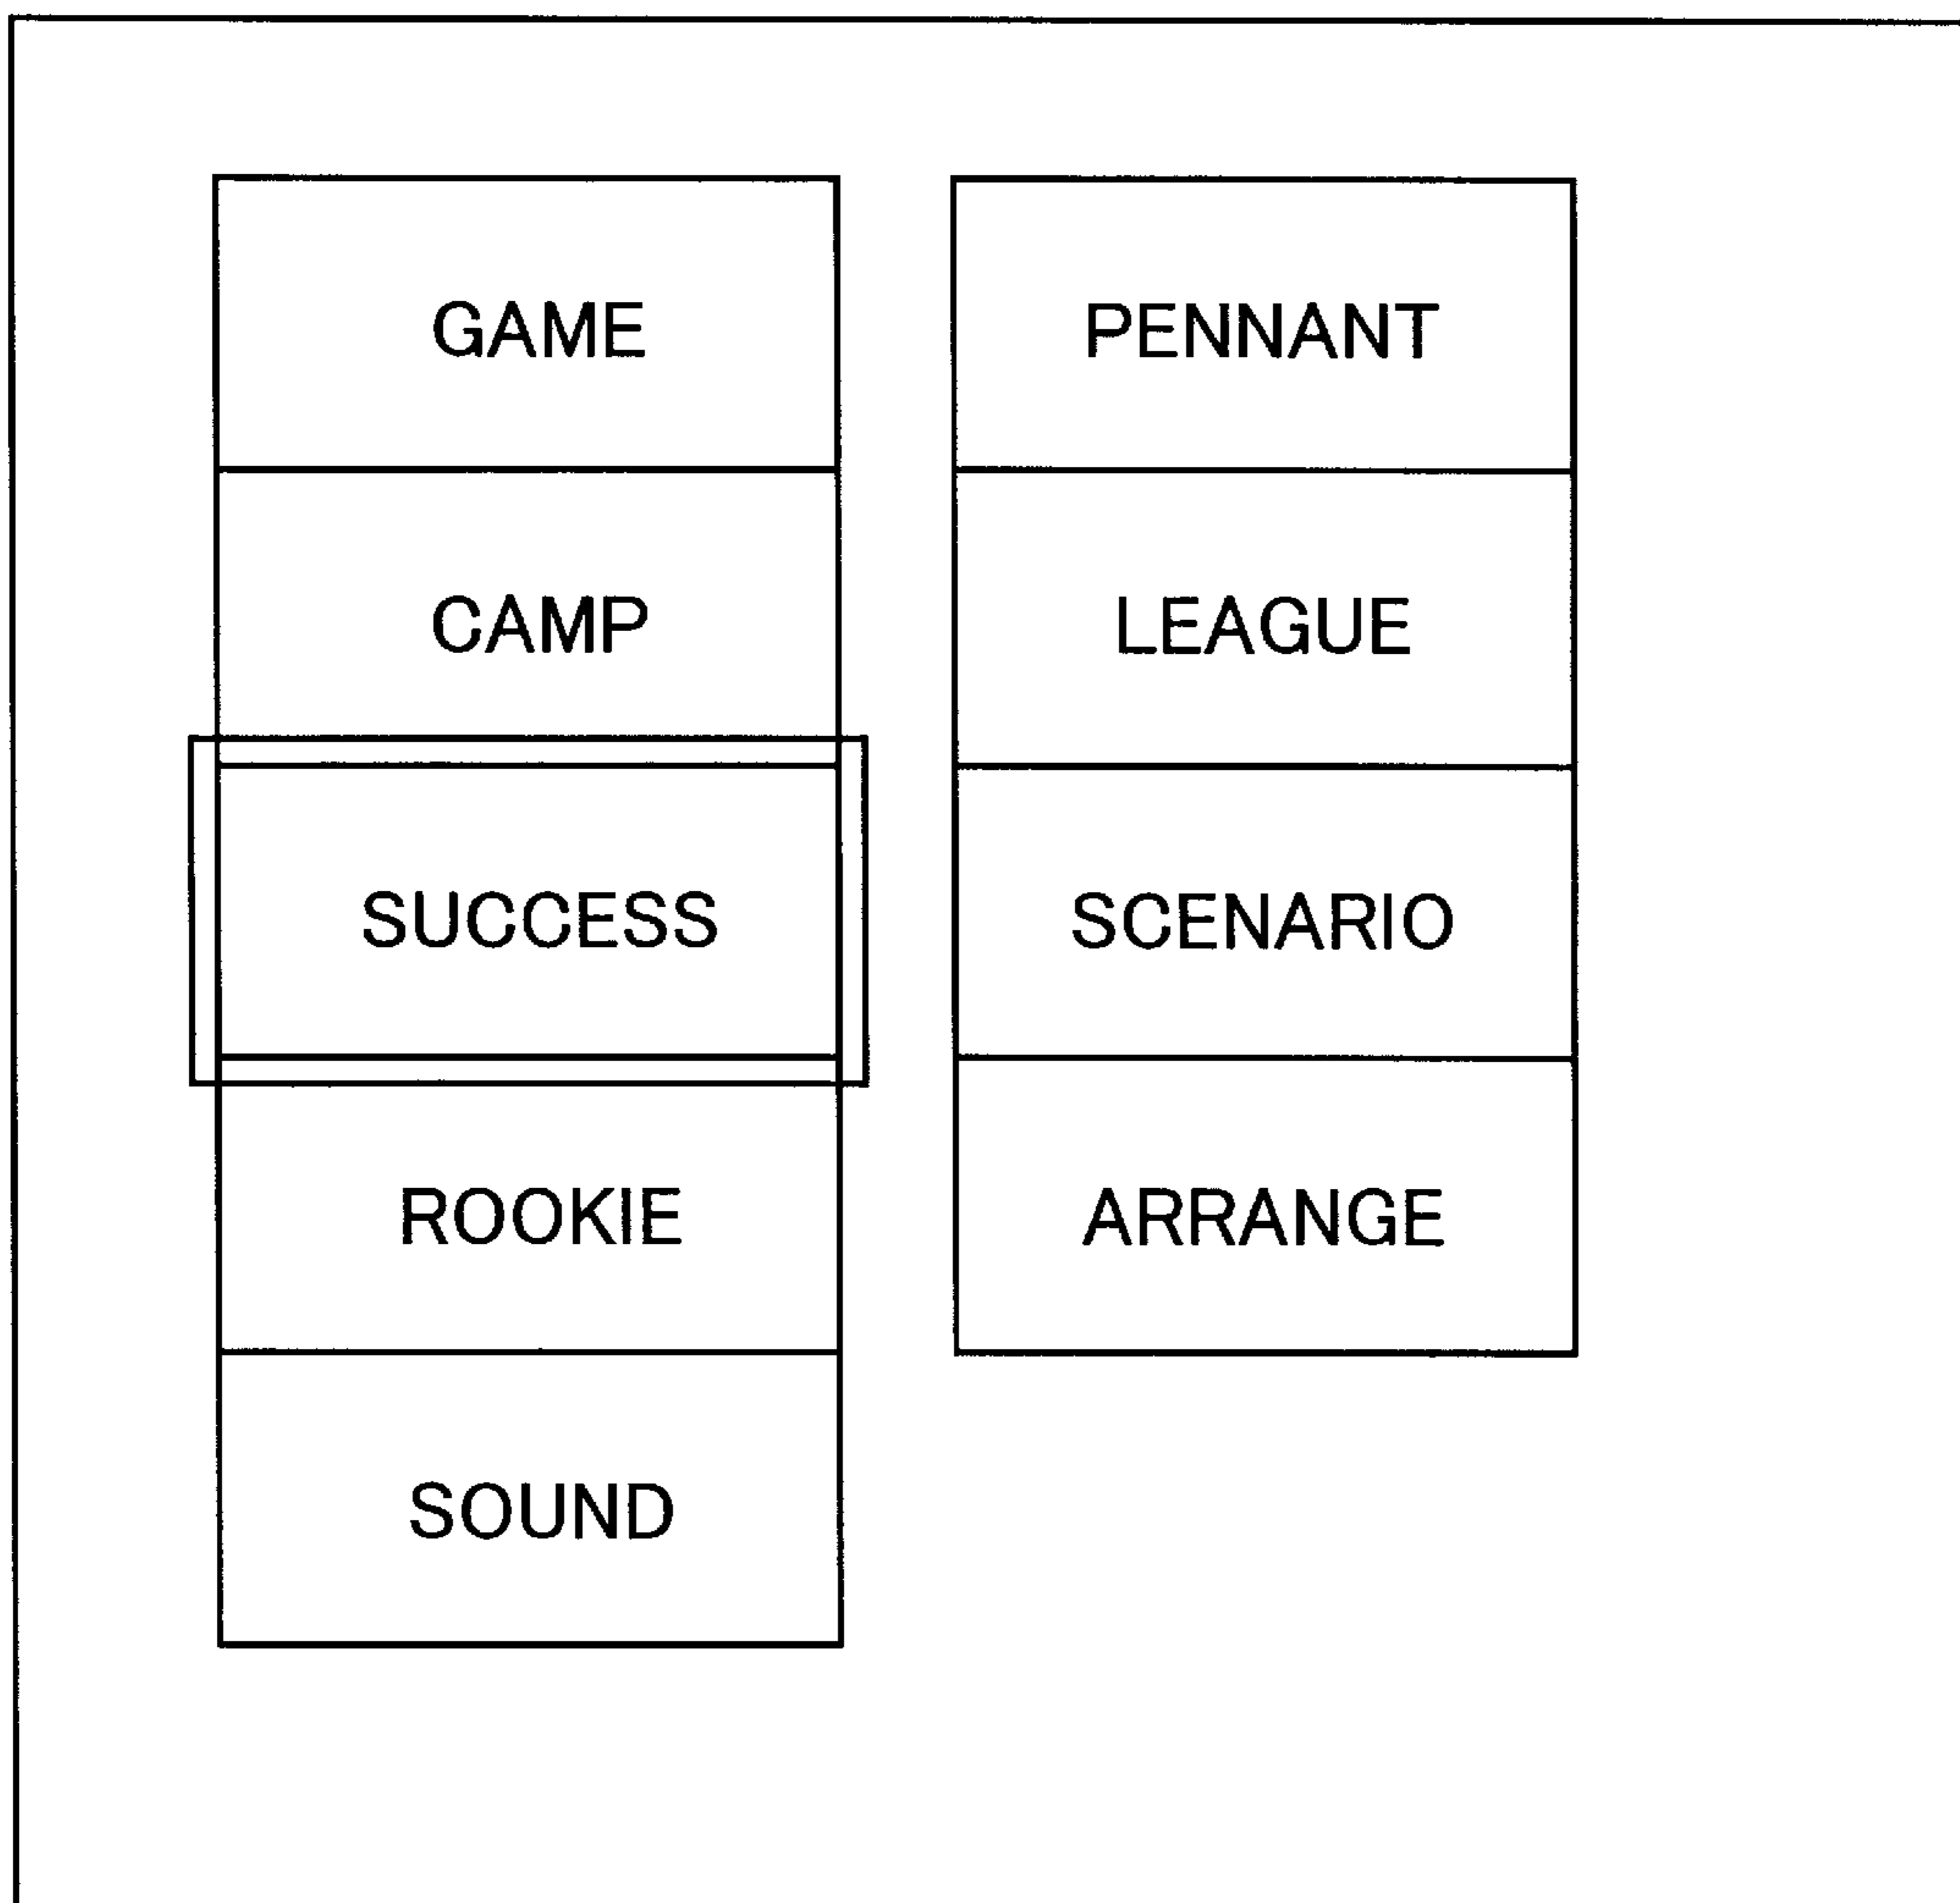 GAME
CAMP
SUCCESS
ROOKIE
SOUND
PENNANT
LEAGUE
SCENARIO
ARRANGE